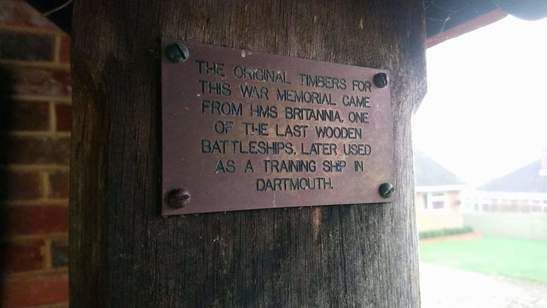 THE ORIGINAL TIMBERS FOR
THIS WAR MEMORIAL CAME
FROM HMS BRITANNIA, ONE
OF THE LAST WOODEN
BATTLESHIPS, LATER USED
AS A TRAINING SHIP IN
DARTMOUTH.